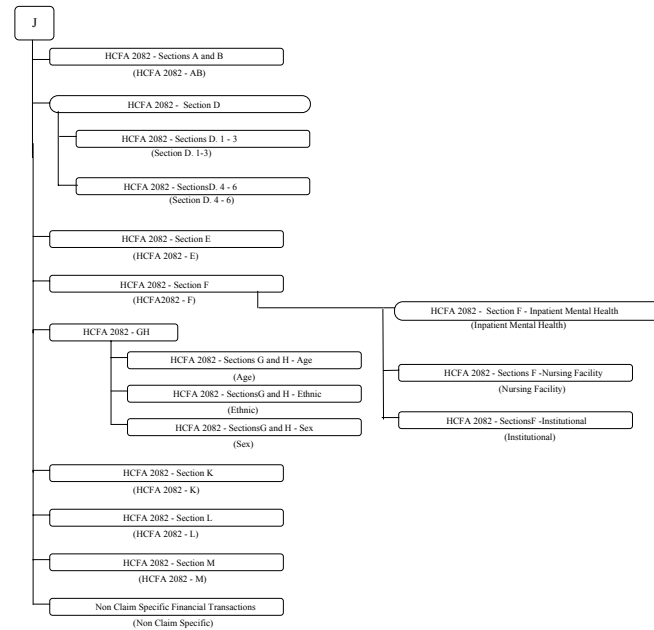 J
HCFA 2082 - Sections A and B
(HCFA 2082 - AB)
HCFA 2082 - Section D
HCFA 2082 - Sections D. 1 - 3
(Section D. 1-3)
HCFA 2082 - SectionsD. 4 - 6
(Section D. 4 - 6)
HCFA 2082 - Section E
(HCFA 2082 - E)
HCFA 2082 - Section F
(HCFA2082 - F)
HCFA 2082 - Section F - Inpatient Mental Health
(Inpatient Mental Health)
HCFA 2082 - Sections F -Nursing Facility
(Nursing Facility)
HCFA 2082 - SectionsF -Institutional
(Institutional)
HCFA 2082 - GH
HCFA 2082 - Sections G and H - Age
(Age)
HCFA 2082 - SectionsG and H - Ethnic
(Ethnic)
HCFA 2082 - SectionsG and H - Sex
(Sex)
HCFA 2082 - Section K
(HCFA 2082 - K)
HCFA 2082 - Section L
(HCFA 2082 - L)
HCFA 2082 - Section M
(HCFA 2082 - M)
Non Claim Specific Financial Transactions
(Non Claim Specific)